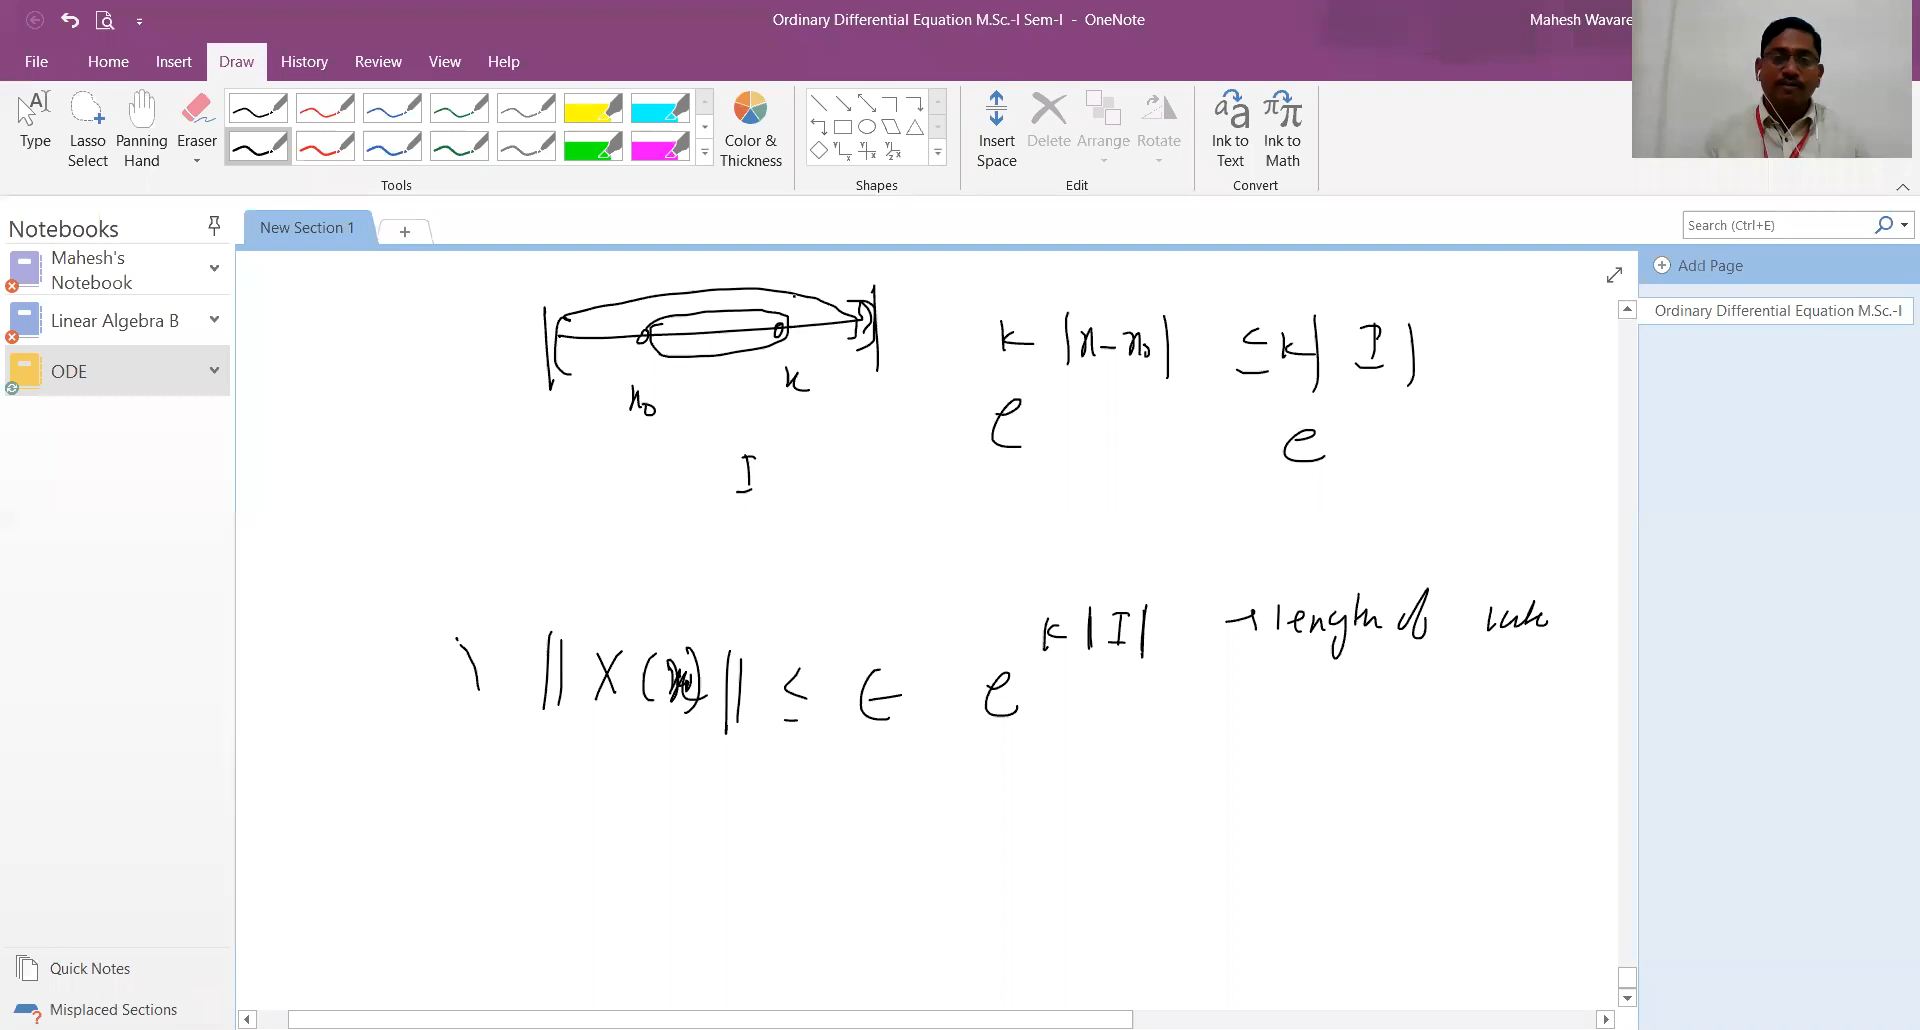 Ordinary Differential Equation M.Sc.-I Sem-I - OneNote
Mahesh Wavare
File Home Insert Draw History Review View Help
Type
Lasso Select
Panning Hand
Eraser
Color & Thickness
Insert Space
Delete
Arrange
Rotate
Ink to Text
Ink to Math
Tools
Shapes
Edit
Convert
Notebooks
New Section 1
+
Search (Ctrl+E)
Mahesh's Notebook
Linear Algebra B
ODE
Add Page
Ordinary Differential Equation M.Sc.-I
x₀ x
I
e^{k|x-x₀|} ≤ e^{k|I|}
‖X(x)‖ ≤ ∈ e^{k|I|} → length of
Quick Notes
Misplaced Sections